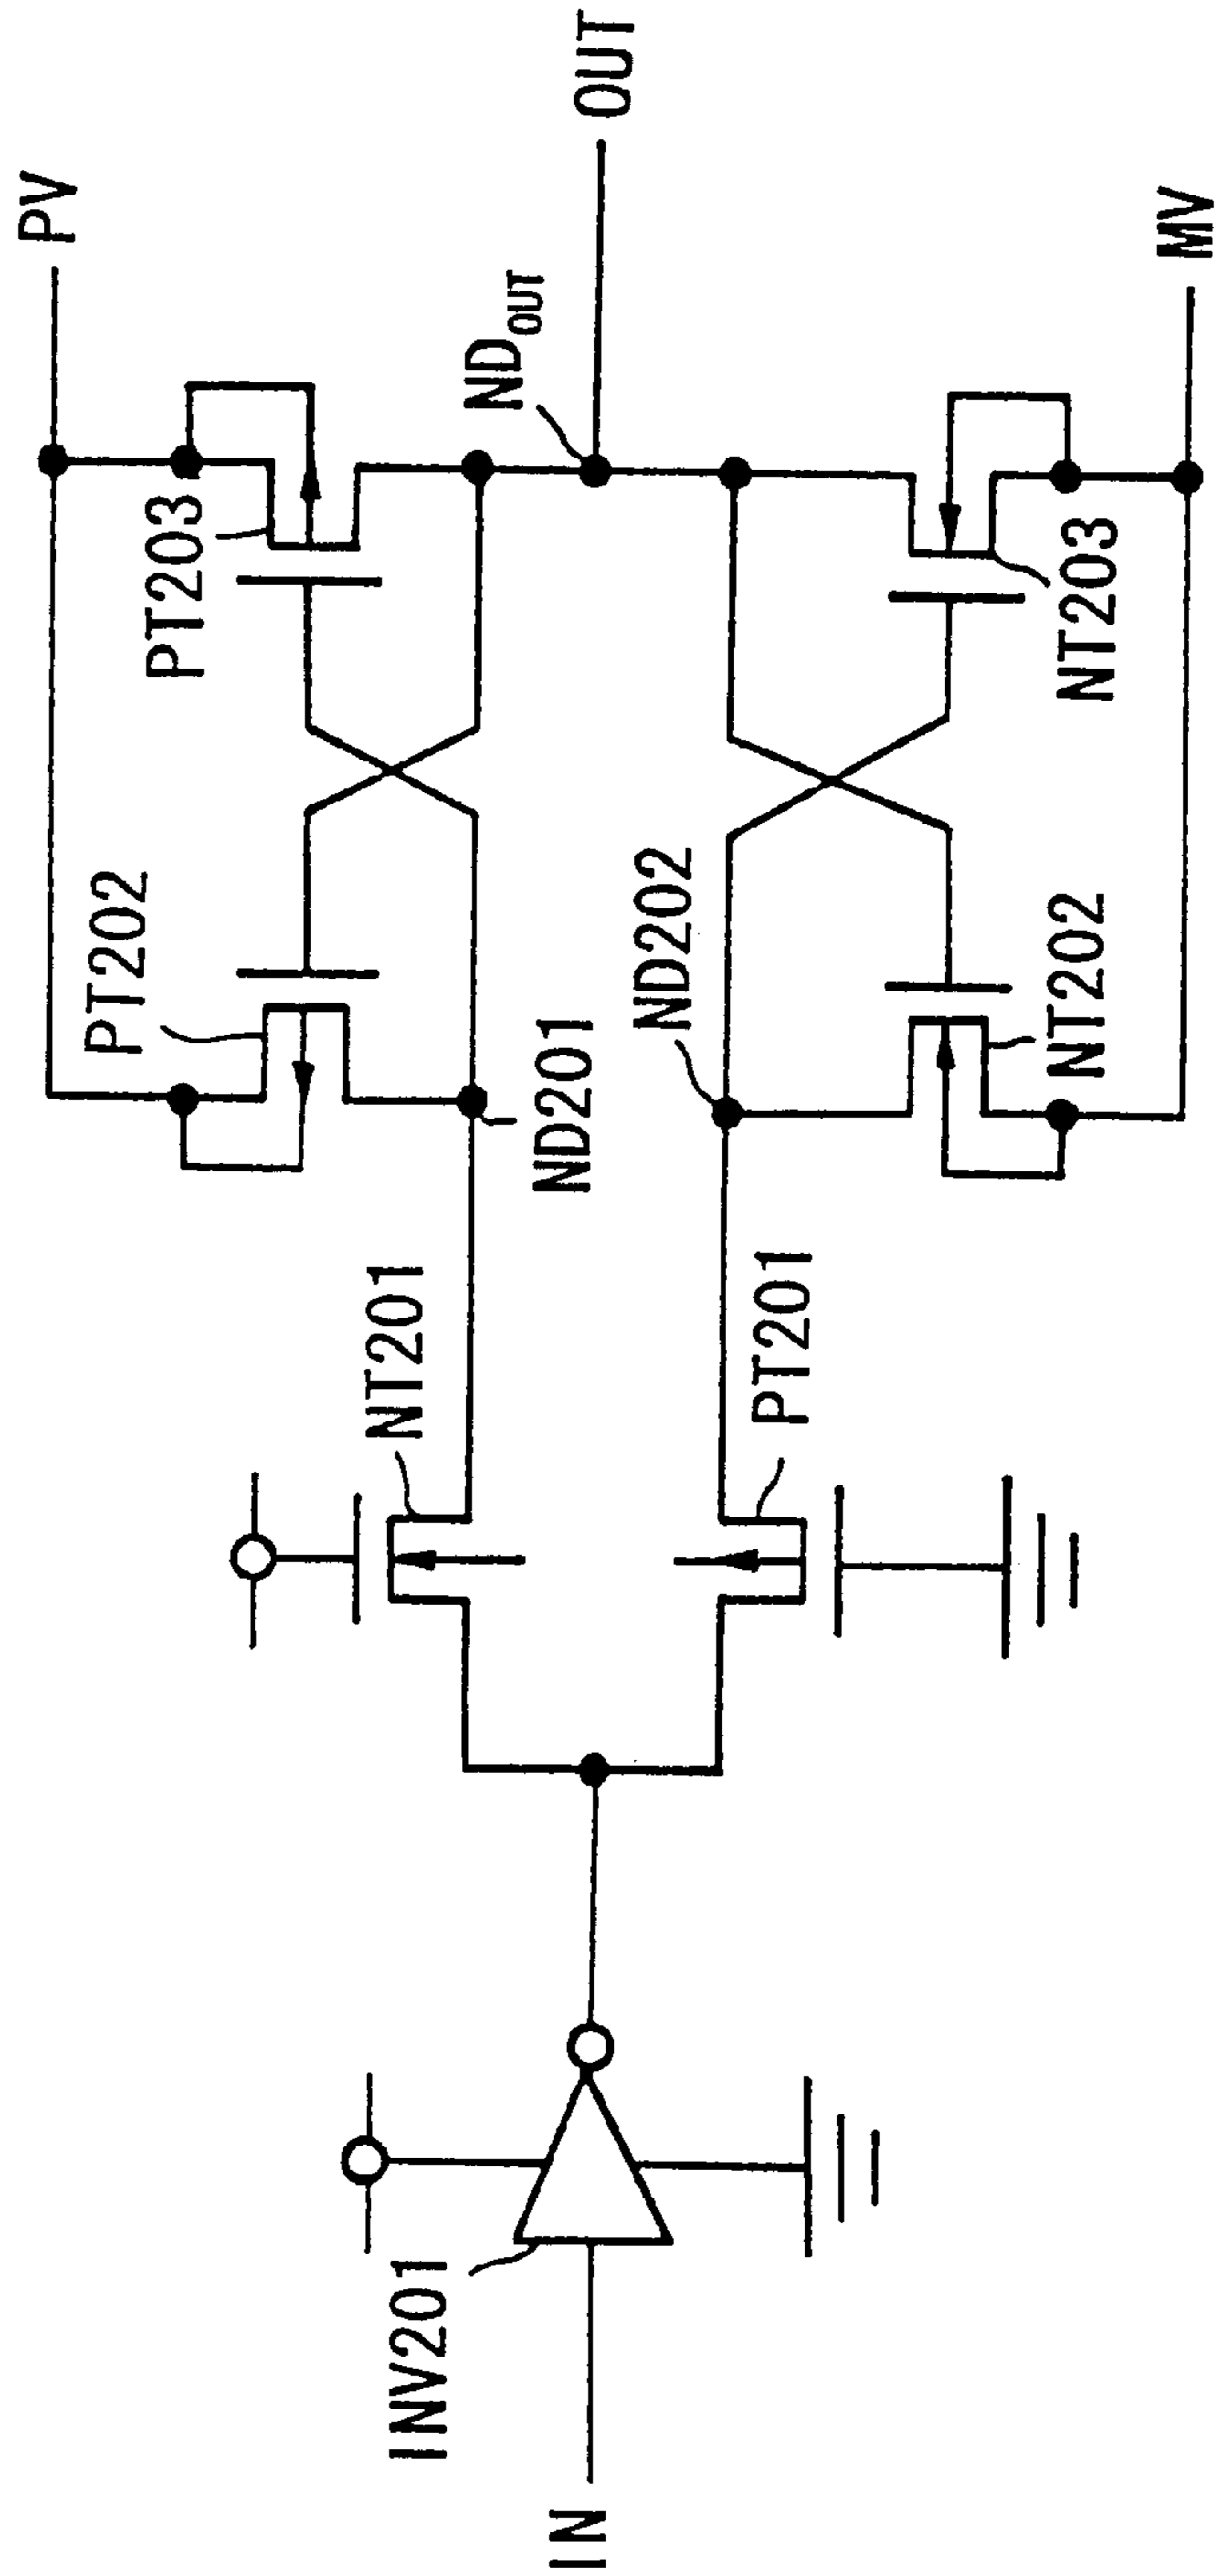 PV
PT203
PT202
ND_OUT
OUT
ND201
NT201
ND202
PT201
NT203
NT202
MV
INV201
IN